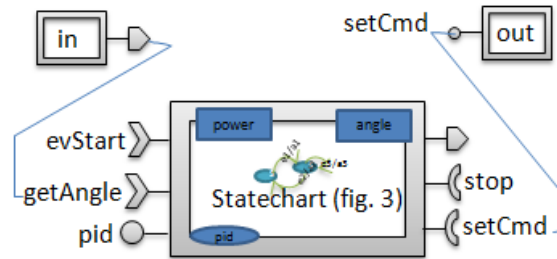 in
setCmd
out
power
angle
evStart
getAngle
stop
Statechart (fig. 3)
pid
pid
setCmd